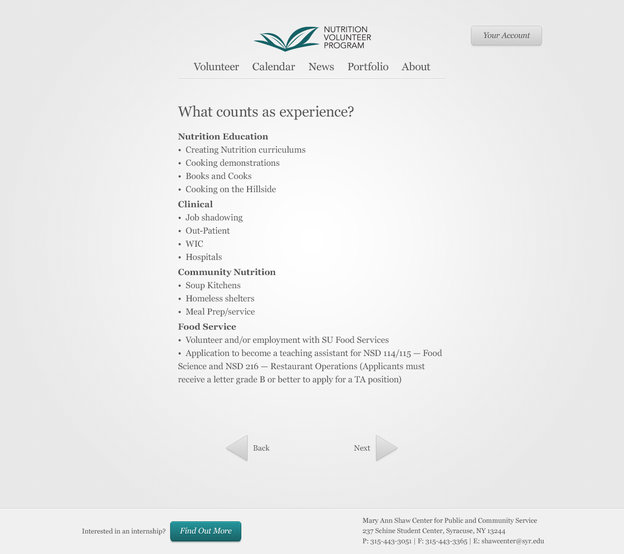 NUTRITION
VOLUNTEER
PROGRAM
Your Account
Volunteer Calendar News Portfolio About
What counts as experience?
Nutrition Education
• Creating Nutrition curriculums
• Cooking demonstrations
• Books and Cooks
• Cooking on the Hillside
Clinical
• Job shadowing
• Out-Patient
• WIC
• Hospitals
Community Nutrition
• Soup Kitchens
• Homeless shelters
• Meal Prep/service
Food Service
• Volunteer and/or employment with SU Food Services
• Application to become a teaching assistant for NSD 114/115 — Food
Science and NSD 216 — Restaurant Operations (Applicants must
receive a letter grade B or better to apply for a TA position)
Back Next
Interested in an internship? Find Out More
Mary Ann Shaw Center for Public and Community Service
237 Schine Student Center, Syracuse, NY 13244
P: 315-443-3051 | F: 315-443-3365 | E: shawcenter@syr.edu